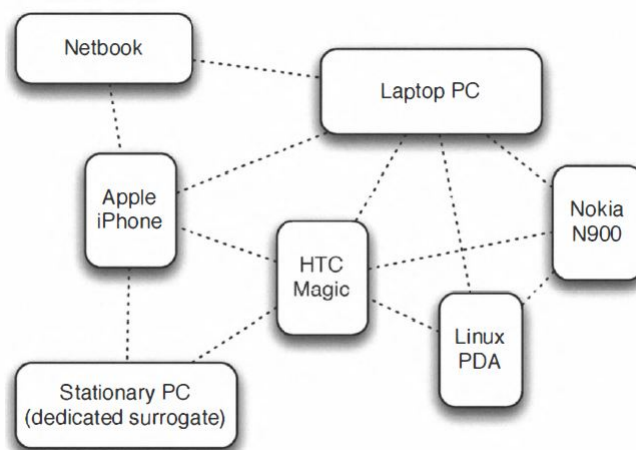 Netbook
Laptop PC
Apple
iPhone
Nokia
N900
HTC
Magic
Linux
PDA
Stationary PC
(dedicated surrogate)